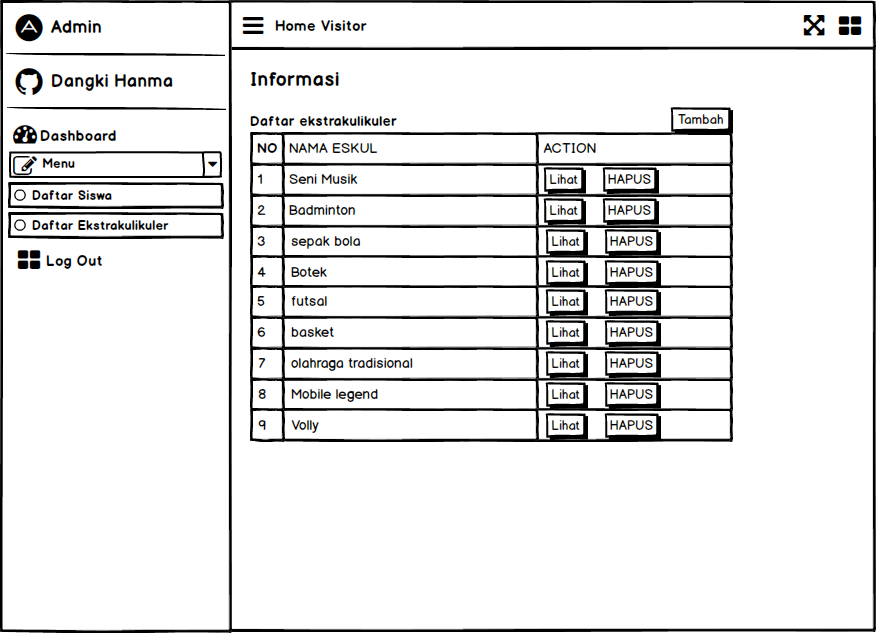 Admin
Dangki Hanma
Dashboard
Menu
Daftar Siswa
Daftar Ekstrakulikuler
Log Out
Home Visitor
Informasi
Daftar ekstrakulikuler
Tambah
NO NAMA ESKUL ACTION
1 Seni Musik Lihat HAPUS
2 Badminton Lihat HAPUS
3 sepak bola Lihat HAPUS
4 Botek Lihat HAPUS
5 futsal Lihat HAPUS
6 basket Lihat HAPUS
7 olahraga tradisional Lihat HAPUS
8 Mobile legend Lihat HAPUS
9 Volly Lihat HAPUS